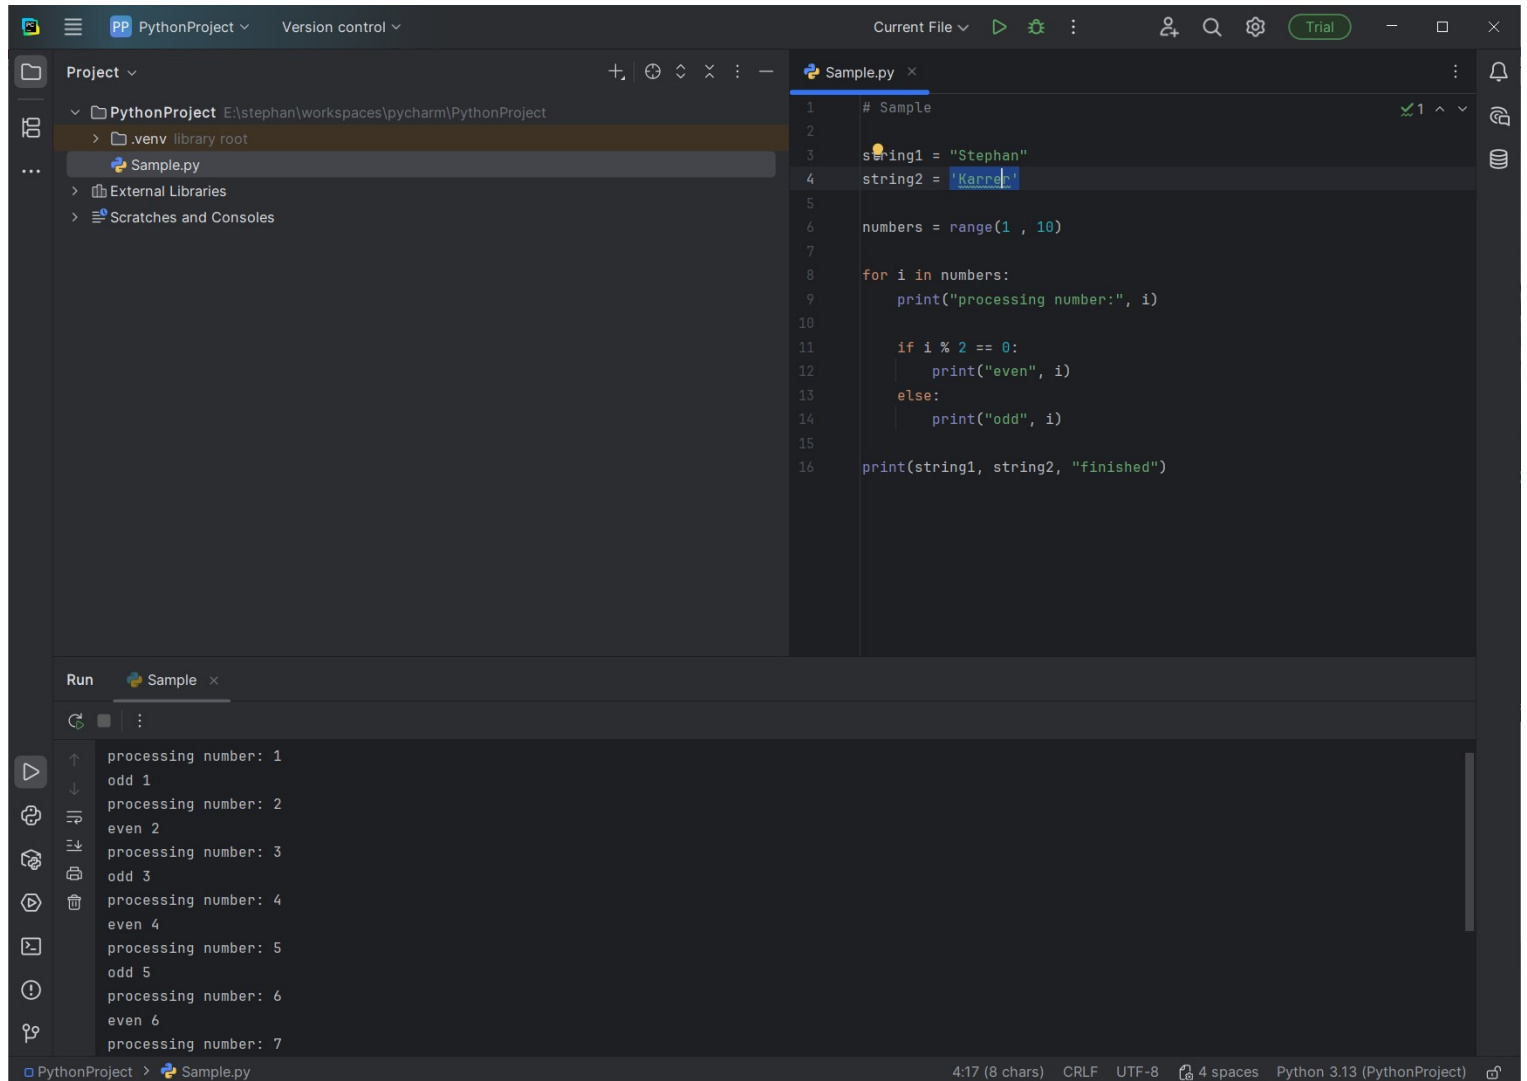 PC
PP PythonProject Version control Current File Trial
Project
Sample.py
PythonProject E:\stephan\workspaces\pycharm\PythonProject
.venv library root
Sample.py
External Libraries
Scratches and Consoles
1 # Sample
2
3 string1 = "Stephan"
4 string2 = 'Karrer'
5
6 numbers = range(1 , 10)
7
8 for i in numbers:
9 print("processing number:", i)
10
11 if i % 2 == 0:
12 print("even", i)
13 else:
14 print("odd", i)
15
16 print(string1, string2, "finished")
1
Run Sample
processing number: 1
odd 1
processing number: 2
even 2
processing number: 3
odd 3
processing number: 4
even 4
processing number: 5
odd 5
processing number: 6
even 6
processing number: 7
PythonProject > Sample.py 4:17 (8 chars) CRLF UTF-8 4 spaces Python 3.13 (PythonProject)